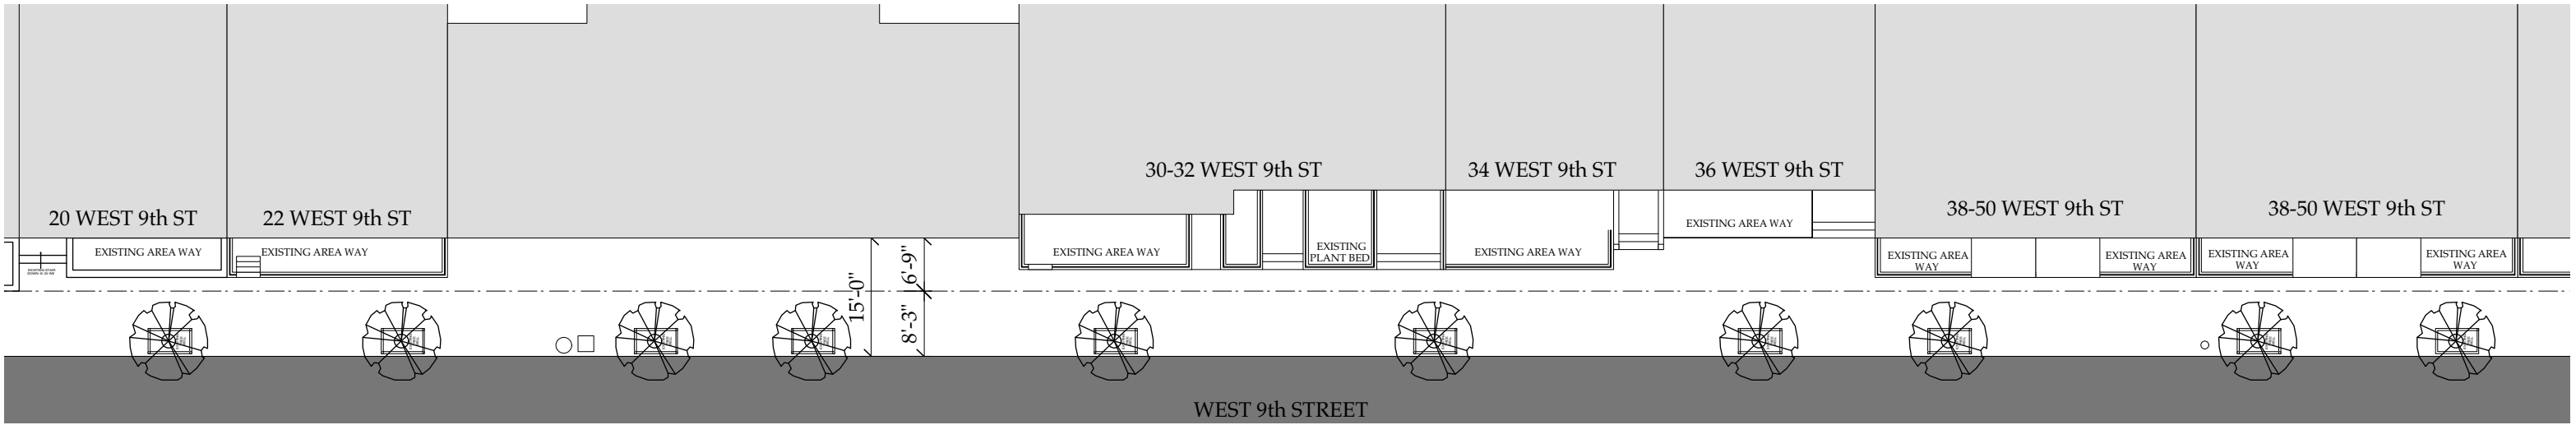 30-32 WEST 9th ST
34 WEST 9th ST
36 WEST 9th ST
20 WEST 9th ST
22 WEST 9th ST
38-50 WEST 9th ST
38-50 WEST 9th ST
EXISTING AREA WAY
EXISTING AREA WAY
15'-0"
6'-9"
8'-3"
EXISTING AREA WAY
EXISTING
PLANT BED
EXISTING AREA WAY
EXISTING AREA WAY
EXISTING AREA
WAY
EXISTING AREA
WAY
EXISTING AREA
WAY
EXISTING AREA
WAY
WEST 9th STREET